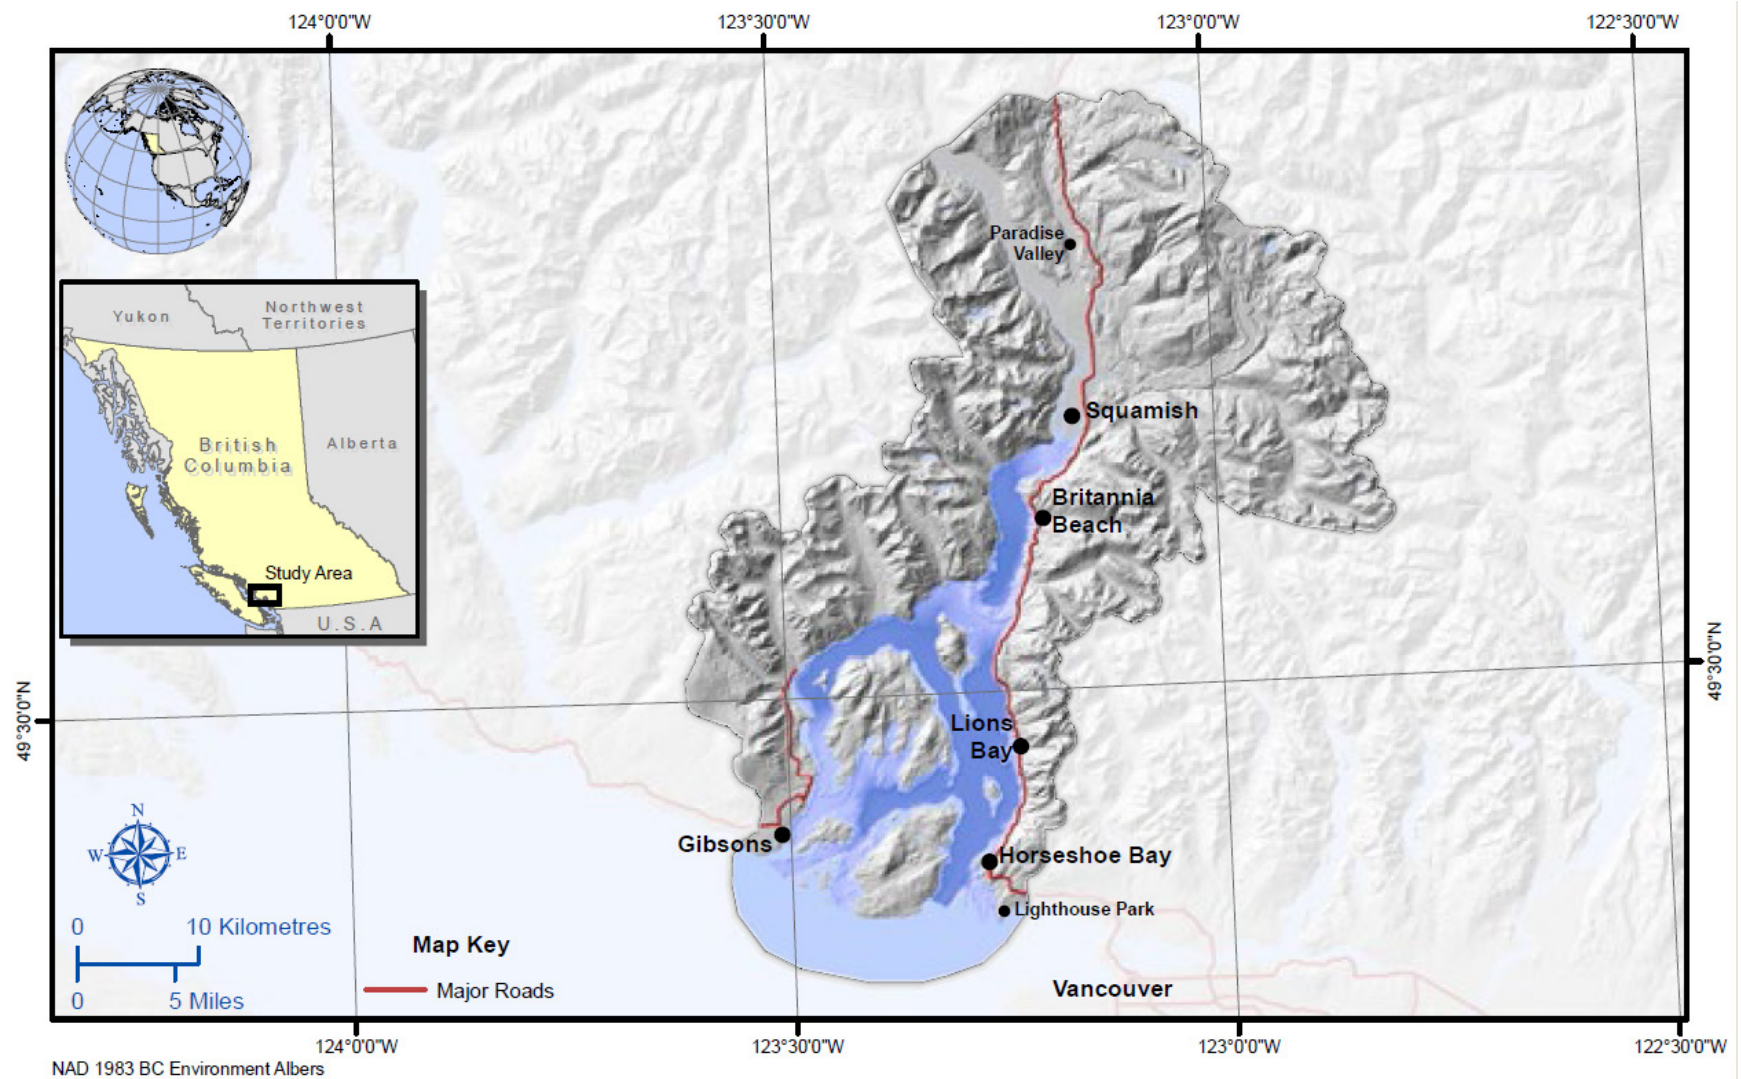 124°0'0"W
123°30'0"W
123°0'0"W
122°30'0"W
Paradise
Valley
Yukon
Northwest
Territories
British
Columbia
Alberta
Squamish
Britannia
Beach
Study Area
U.S.A
49°30'0"N
49°30'0"N
Lions
Bay
N
W
E
S
Gibsons
Horseshoe Bay
Lighthouse Park
0
10 Kilometres
0
5 Miles
Map Key
Major Roads
Vancouver
124°0'0"W
123°30'0"W
123°0'0"W
122°30'0"W
NAD 1983 BC Environment Albers